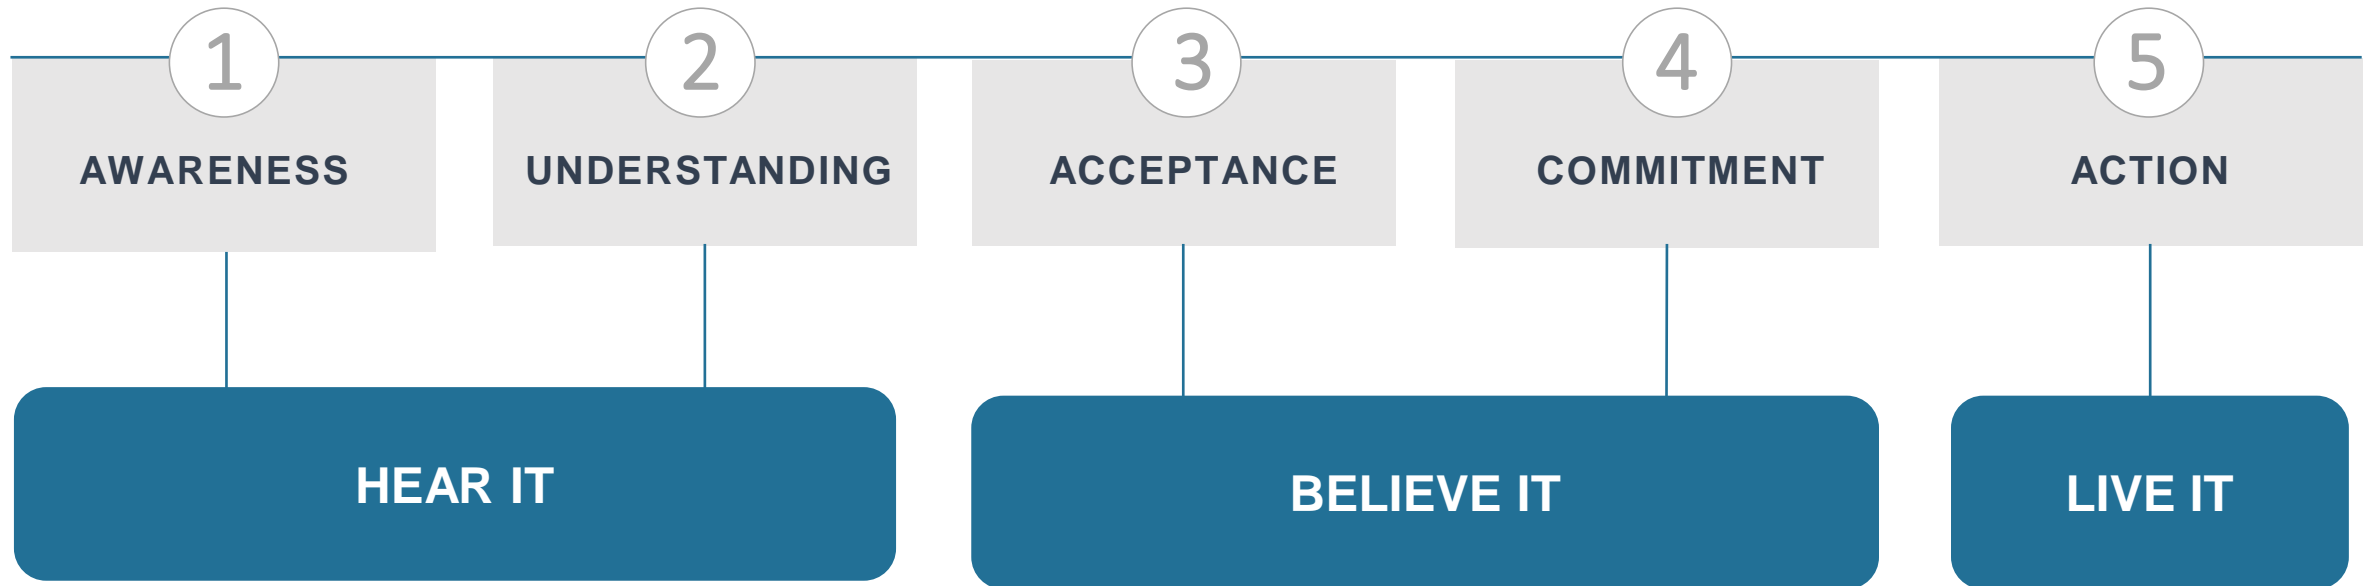 1
2
3
4
5
AWARENESS
UNDERSTANDING
ACCEPTANCE
COMMITMENT
ACTION
HEAR IT
BELIEVE IT
LIVE IT